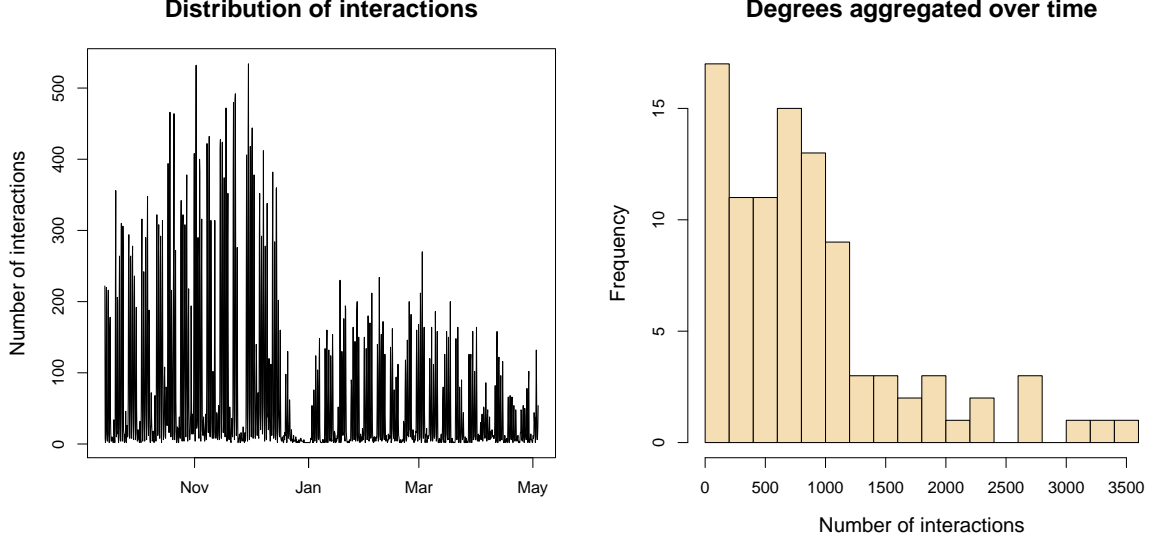 Distribution of interactions
Number of interactions
0
100
200
300
400
500
Nov
Jan
Mar
May
Degrees aggregated over time
Frequency
0
5
10
15
0
500
1000
1500
2000
2500
3000
3500
Number of interactions